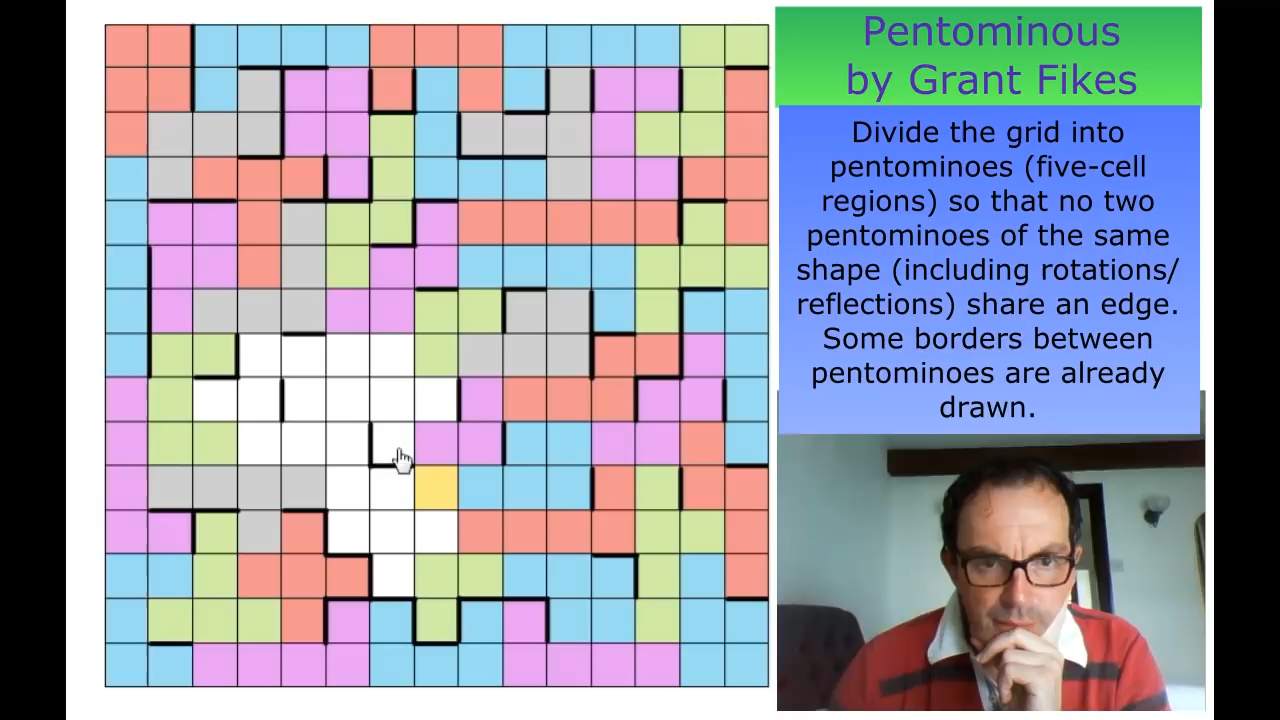 Pentominous
by Grant Fikes
Divide the grid into
pentominoes (five-cell
regions) so that no two
pentominoes of the same
shape (including rotations/
reflections) share an edge.
Some borders between
pentominoes are already
drawn.